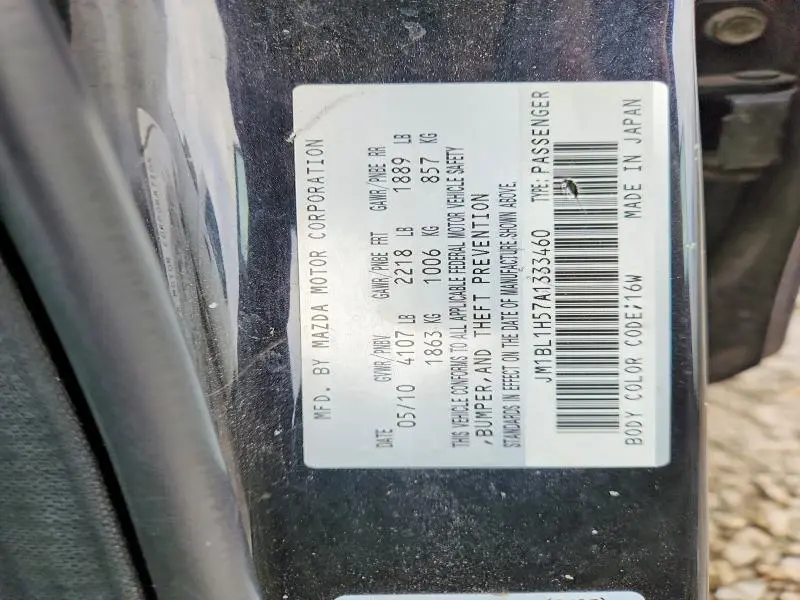 MFD. BY MAZDA MOTOR CORPORATION
DATE GVWR/PNBV GAWR/PNBE FRT GAWR/PNBE RR
05/10 4107 LB 2218 LB 1889 LB
1863 KG 1006 KG 857 KG
THIS VEHICLE CONFORMS TO ALL APPLICABLE FEDERAL MOTOR VEHICLE SAFETY
,BUMPER, AND THEFT PREVENTION
STANDARDS IN EFFECT ON THE DATE OF MANUFACTURE SHOWN ABOVE.
JM1BL1H57A1333460 TYPE: PASSENGER
BODY COLOR CODE:16W MADE IN JAPAN